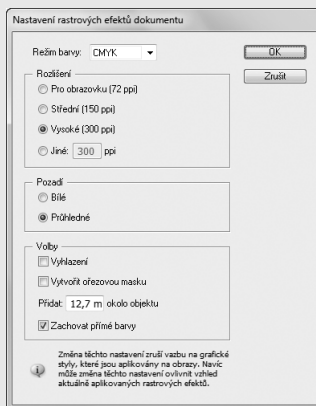 Nastavení rastrových efektů dokumentu
Režim barvy: CMYK
OK
Zrušit
Rozlišení
Pro obrazovku (72 ppi)
Střední (150 ppi)
Vysoké (300 ppi)
Jiné: 300 ppi
Pozadí
Bílé
Průhledné
Volby
Vyhlazení
Vytvořit ořezovou masku
Přidat: 12,7 m okolo objektu
Zachovat přímé barvy
Změna těchto nastavení zruší vazbu na grafické
styly, které jsou aplikovány na obrazy. Navíc
může změna těchto nastavení ovlivnit vzhled
aktuálně aplikovaných rastrových efektů.